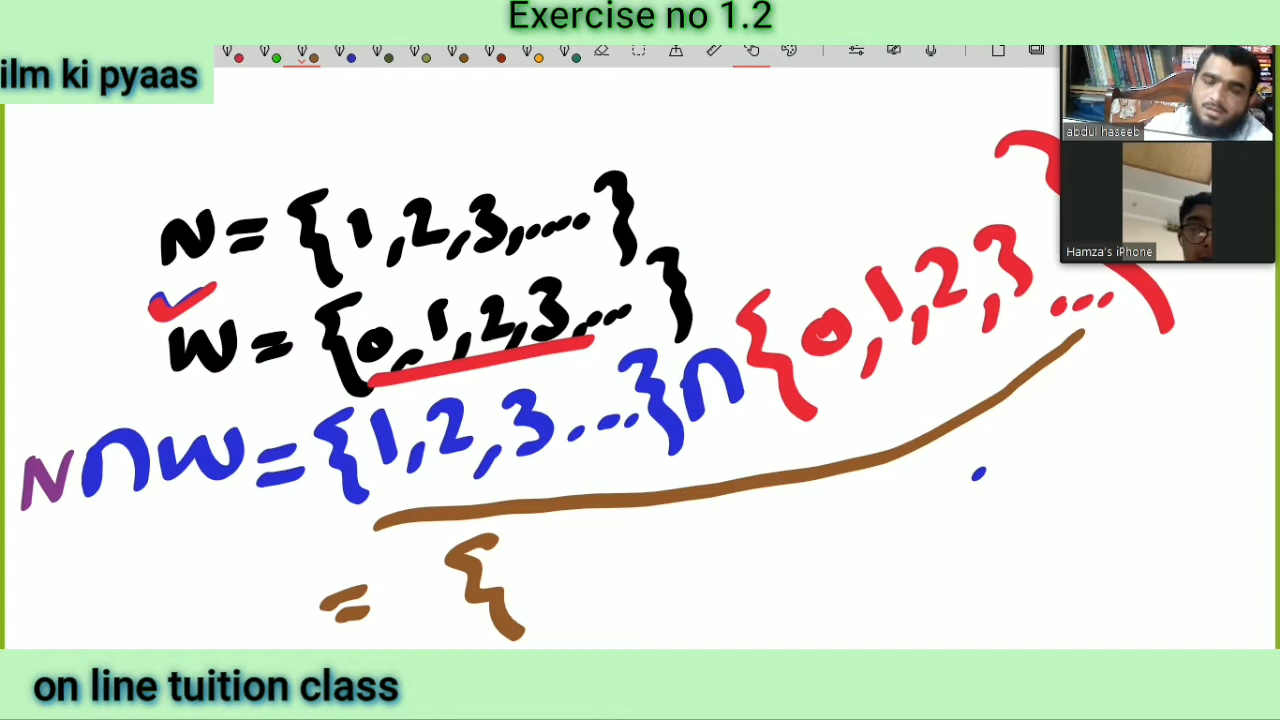 Exercise no 1.2
ilm ki pyaas
abdul haseeb
Hamza's iPhone
N = {1,2,3,....}
W = {0,1,2,3,...}
N∩W = {1,2,3...}∩{0,1,2,3...}
= {
on line tuition class